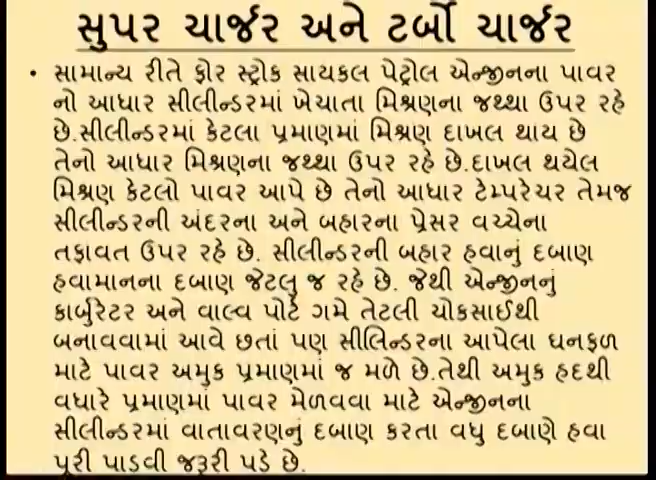 સુપર ચાર્જર અને ટર્બો ચાર્જર
• સામાન્ય રીતે ફોર સ્ટ્રોક સાયકલ પેટ્રોલ એન્જીનના પાવર
નો આધાર સીલીન્ડરમાં ખેચાતા મિશ્રણના જથ્થા ઉપર રહે
છે.સીલીન્ડરમાં કેટલા પ્રમાણમાં મિશ્રણ દાખલ થાય છે
તેનો આધાર મિશ્રણના જથ્થા ઉપર રહે છે.દાખલ થયેલ
મિશ્રણ કેટલો પાવર આપે છે તેનો આધાર ટેમ્પરેચર તેમજ
સીલીન્ડરની અંદરના અને બહારના પ્રેસર વચ્ચેના
તફાવત ઉપર રહે છે. સીલીન્ડરની બહાર હવાનું દબાણ
હવામાનના દબાણ જેટલુ જ રહે છે. જેથી એન્જીનનું
કાર્બુરેટર અને વાલ્વ પોર્ટ ગમે તેટલી ચોકસાઈથી
બનાવવામાં આવે છતાં પણ સીલિન્ડરના આપેલા ઘનફળ
માટે પાવર અમુક પ્રમાણમાં જ મળે છે.તેથી અમુક હદથી
વધારે પ્રમાણમાં પાવર મેળવવા માટે એન્જીનના
સીલીન્ડરમાં વાતાવરણનું દબાણ કરતા વધુ દબાણે હવા
પૂરી પાડવી જરૂરી પડે છે.